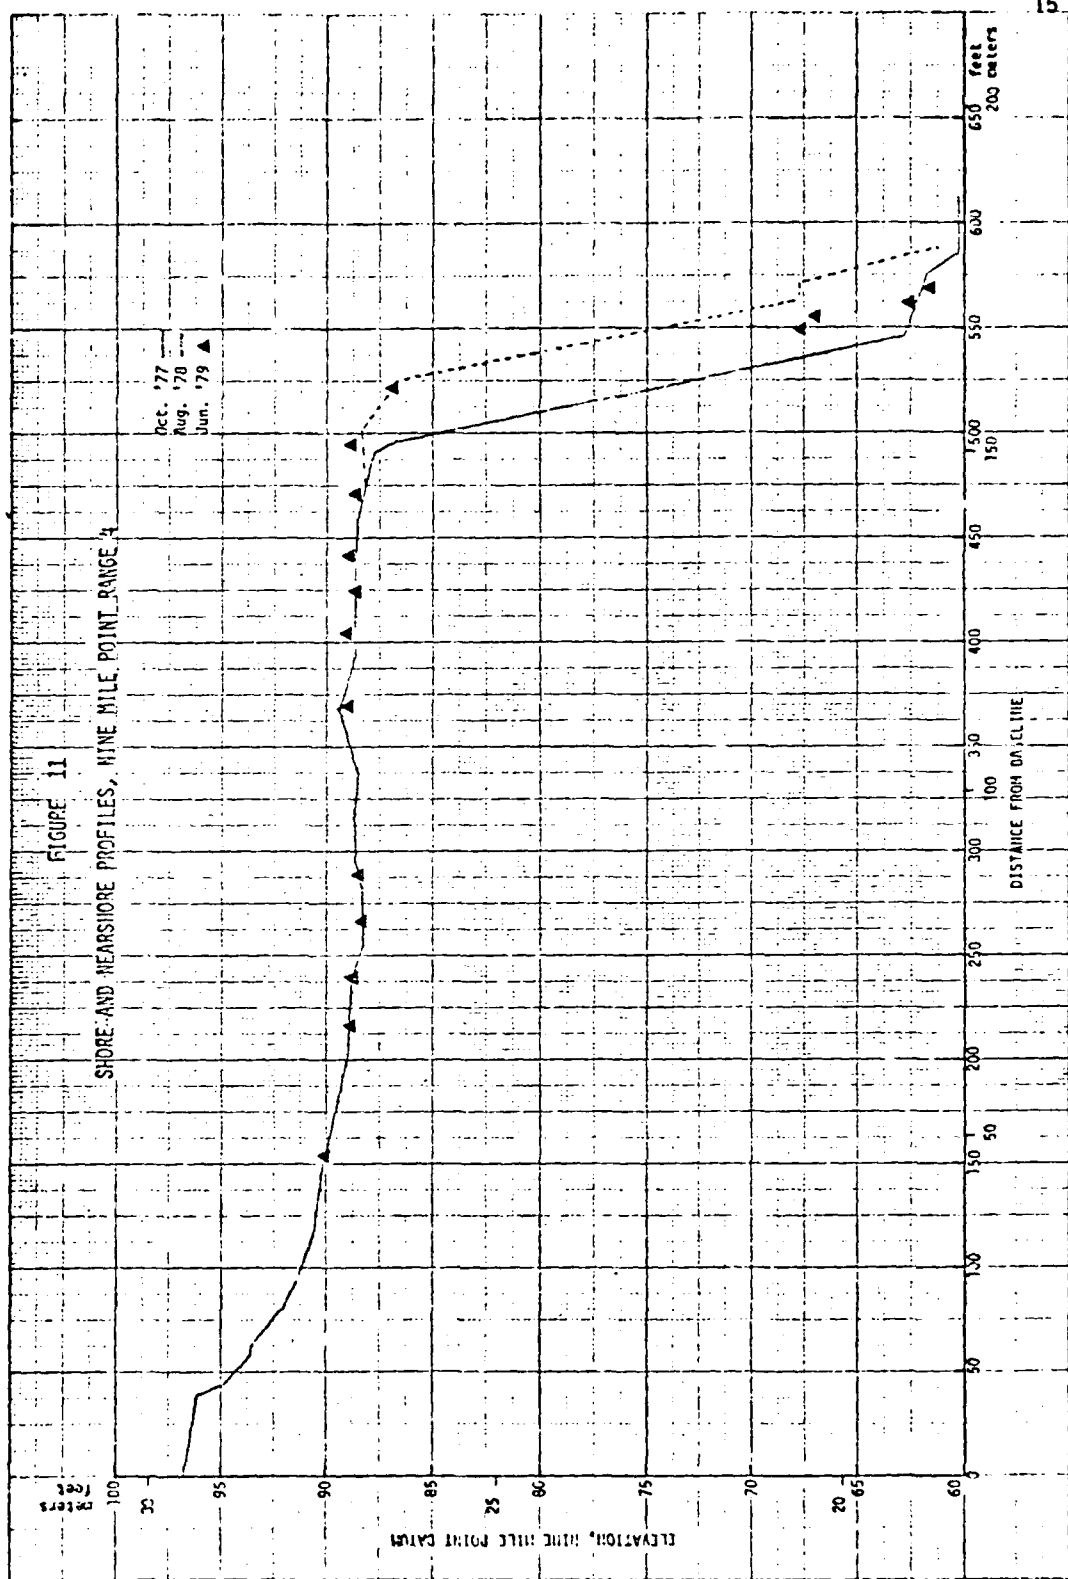 15
FIGURE 11
SHORE AND NEARSHORE PROFILES, NINE MILE POINT RANGE 4
Oct. '77
Aug. '78
Jun. '79
meters
feet
100
30
95
90
85
25
80
75
70
20
65
60
ELEVATION, NINE MILE POINT DATUM
0
50
100
150
50
200
250
300
350
100
400
450
500
150
550
600
650
feet
200 meters
DISTANCE FROM BASELINE